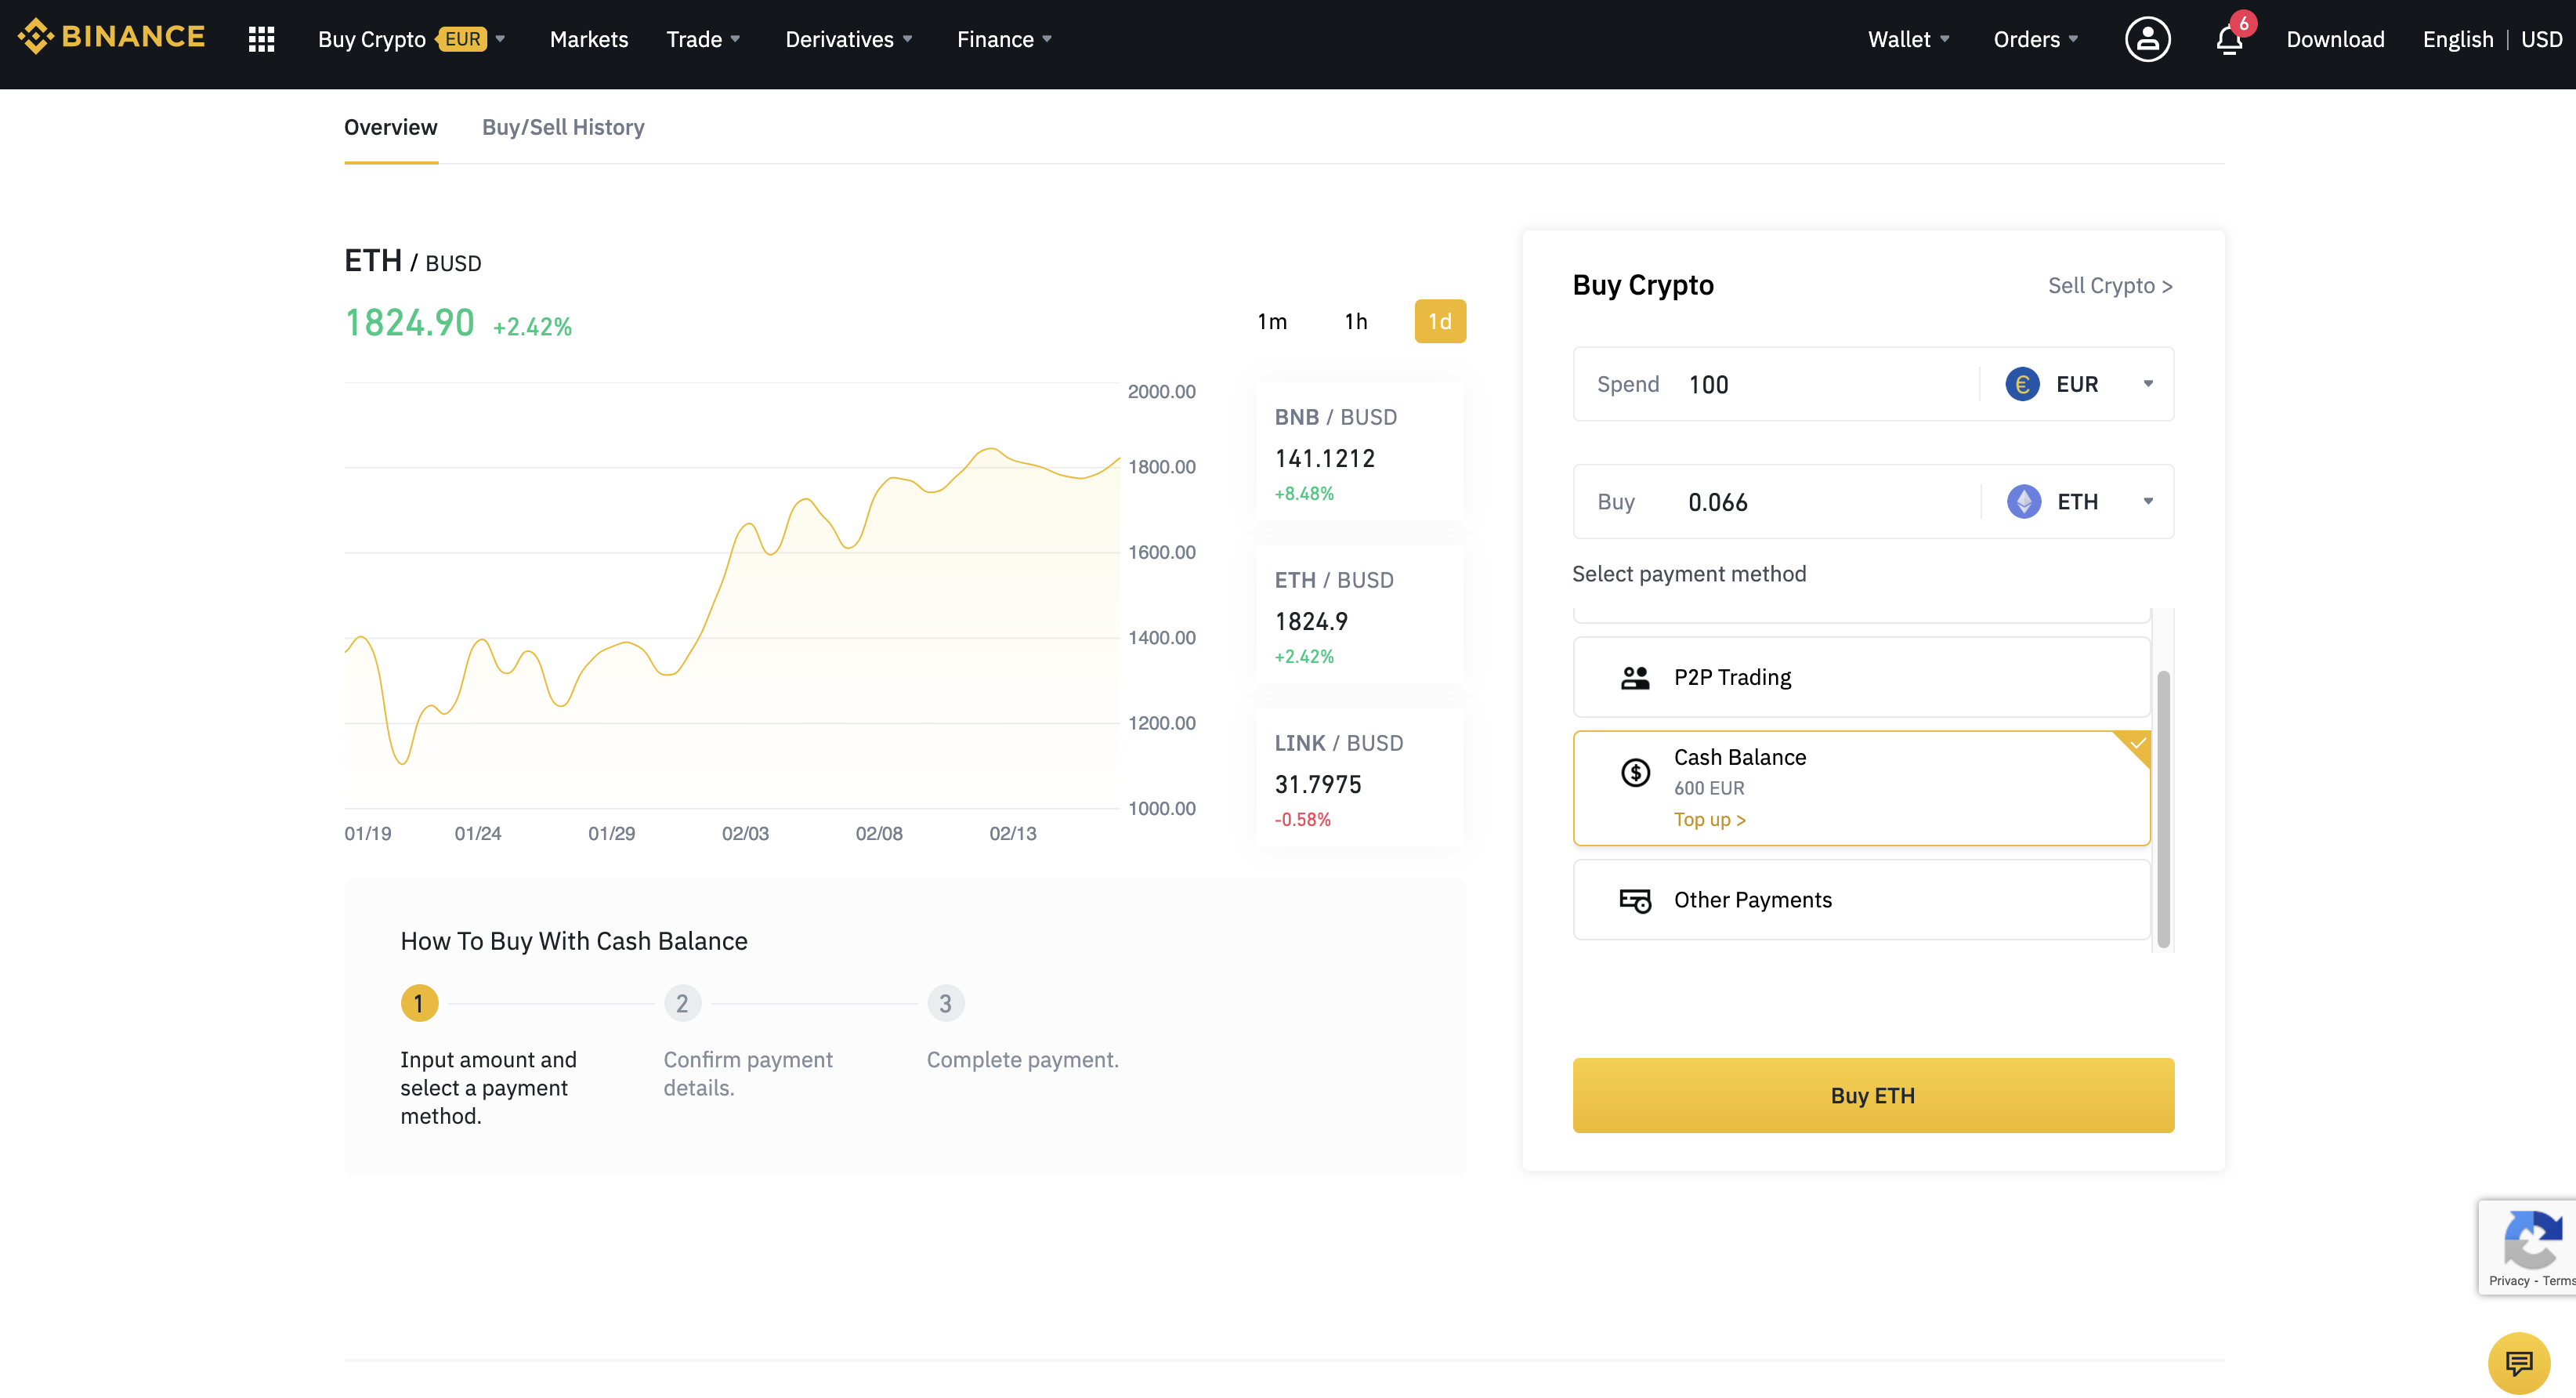 BINANCE
Buy Crypto EUR
Markets
Trade
Derivatives
Finance
Wallet
Orders
6
Download
English | USD
Overview
Buy/Sell History
ETH / BUSD
1824.90 +2.42%
1m
1h
1d
2000.00
1800.00
1600.00
1400.00
1200.00
1000.00
01/19
01/24
01/29
02/03
02/08
02/13
BNB / BUSD
141.1212
+8.48%
ETH / BUSD
1824.9
+2.42%
LINK / BUSD
31.7975
-0.58%
How To Buy With Cash Balance
1
Input amount and
select a payment
method.
2
Confirm payment
details.
3
Complete payment.
Buy Crypto
Sell Crypto >
Spend 100
€ EUR
Buy 0.066
ETH
Select payment method
P2P Trading
$
Cash Balance
600 EUR
Top up >
Other Payments
Buy ETH
Privacy - Terms